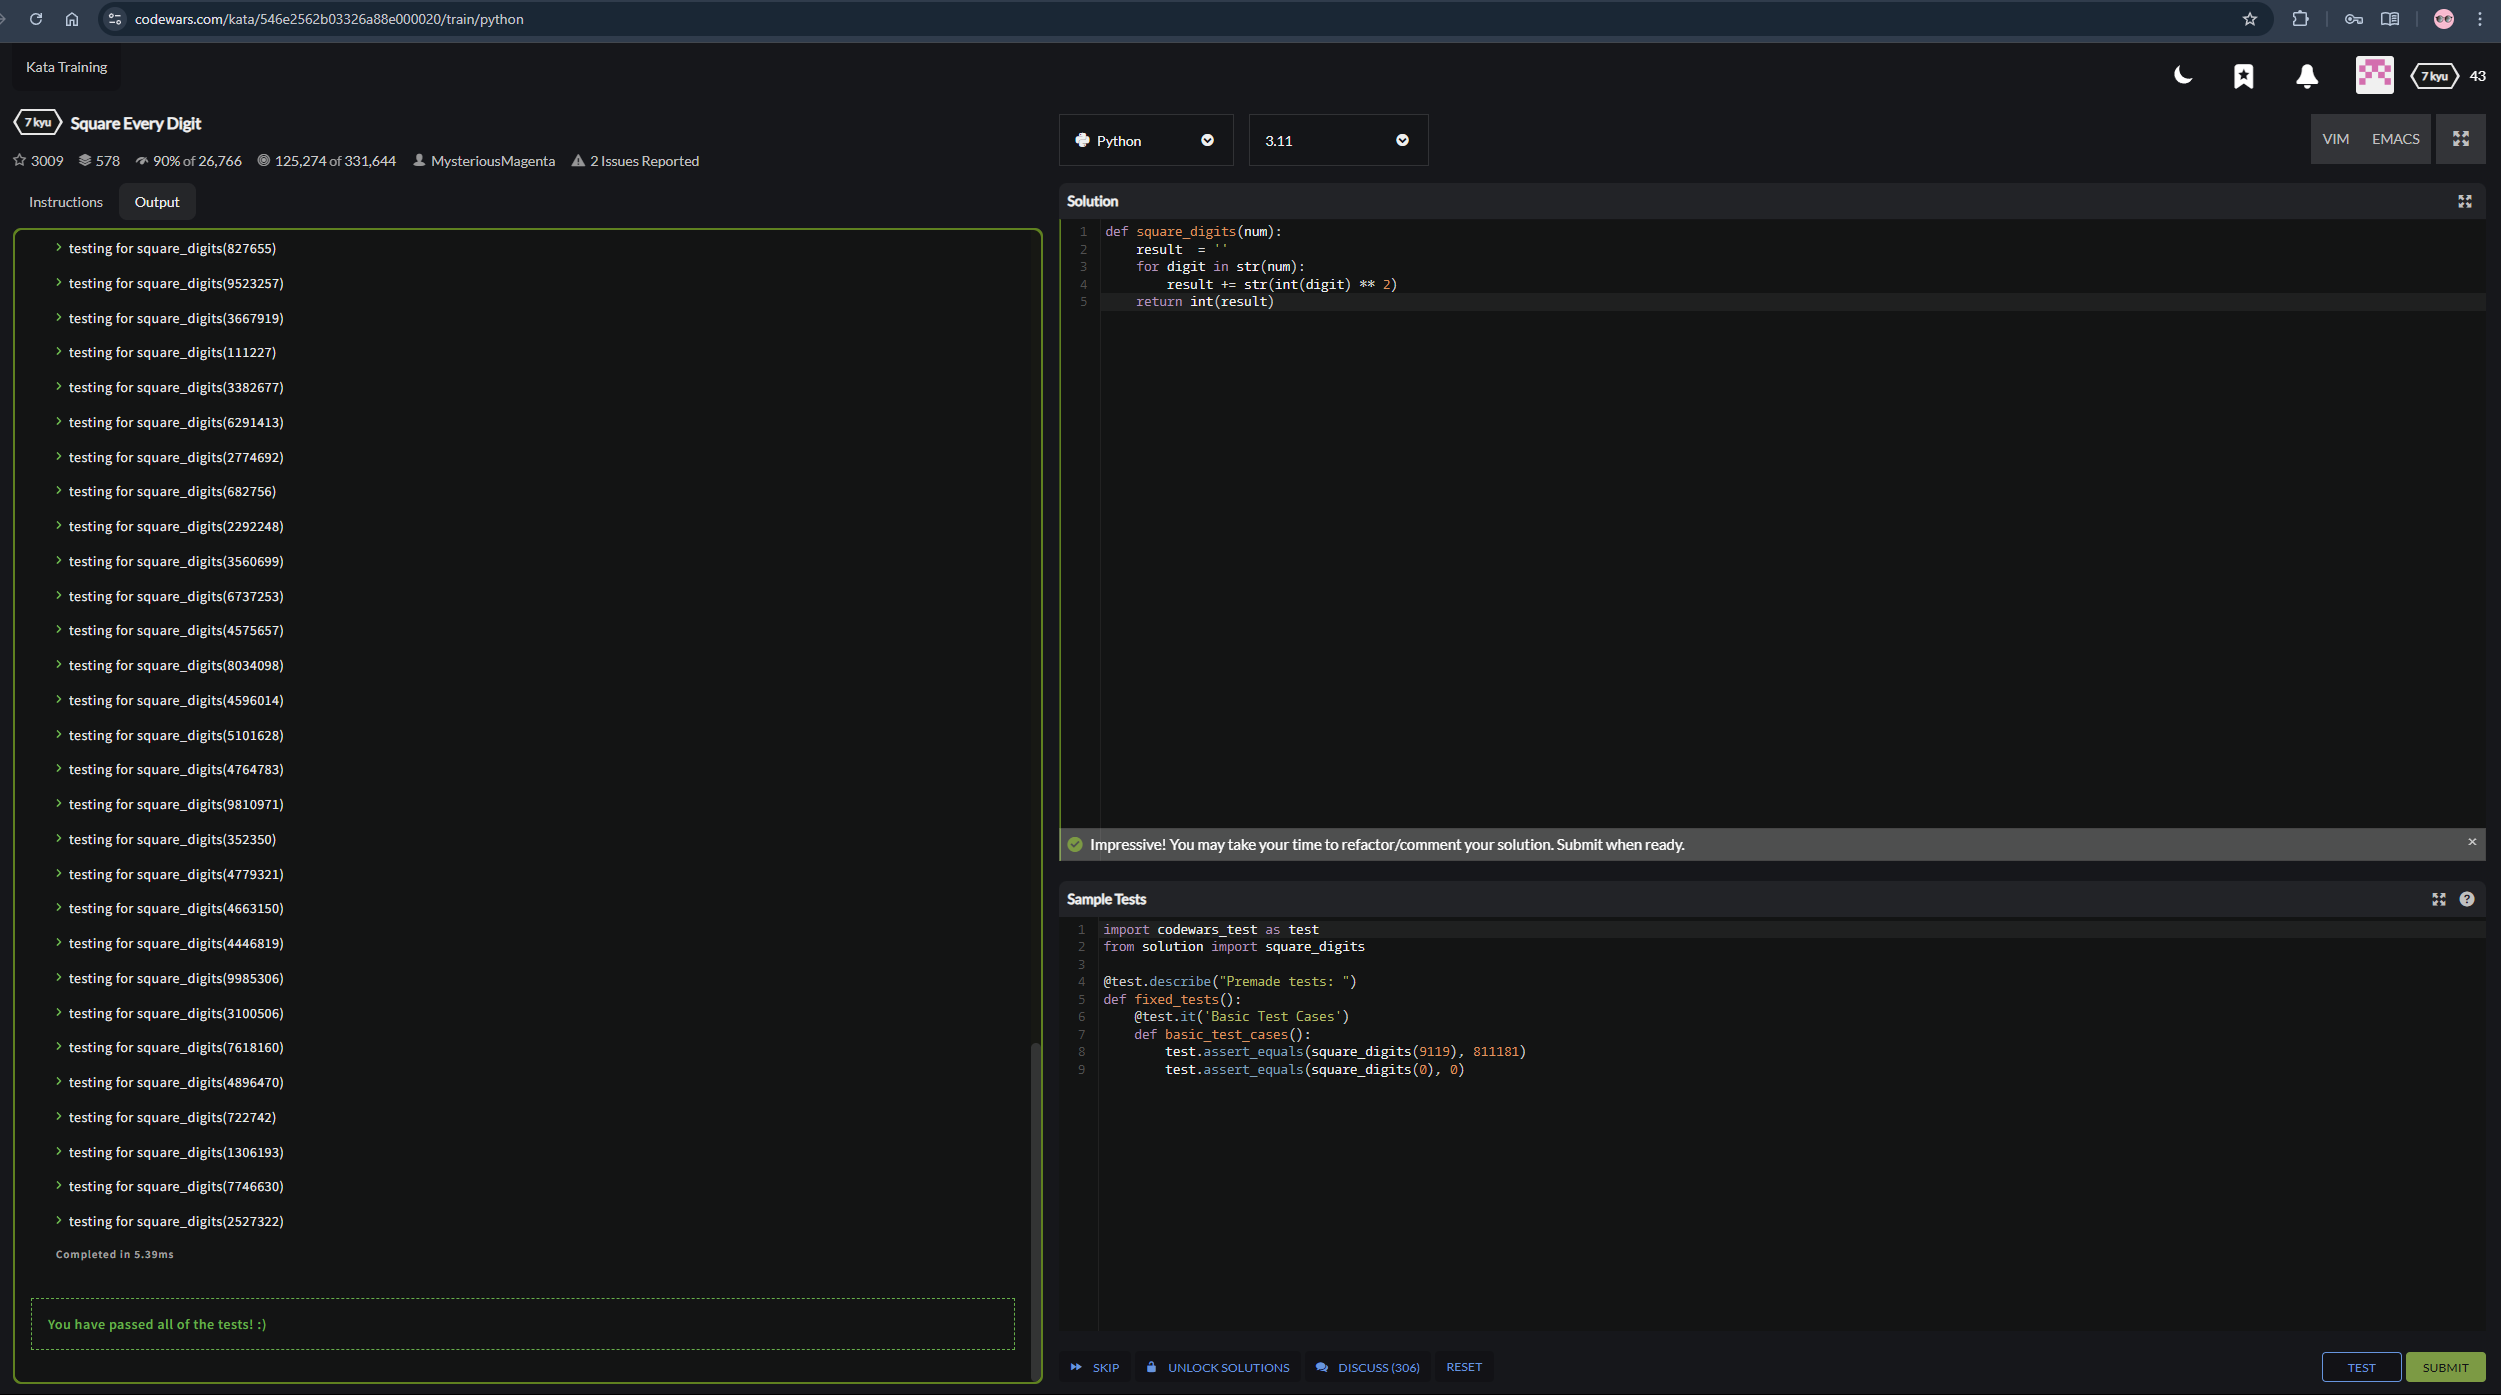 codewars.com/kata/546e2562b03326a88e000020/train/python
Kata Training
7 kyu 43
7 kyu Square Every Digit
3009 578 90% of 26,766 125,274 of 331,644 MysteriousMagenta 2 Issues Reported
Instructions Output
testing for square_digits(827655)
testing for square_digits(9523257)
testing for square_digits(3667919)
testing for square_digits(111227)
testing for square_digits(3382677)
testing for square_digits(6291413)
testing for square_digits(2774692)
testing for square_digits(682756)
testing for square_digits(2292248)
testing for square_digits(3560699)
testing for square_digits(6737253)
testing for square_digits(4575657)
testing for square_digits(8034098)
testing for square_digits(4596014)
testing for square_digits(5101628)
testing for square_digits(4764783)
testing for square_digits(9810971)
testing for square_digits(352350)
testing for square_digits(4779321)
testing for square_digits(4663150)
testing for square_digits(4446819)
testing for square_digits(9985306)
testing for square_digits(3100506)
testing for square_digits(7618160)
testing for square_digits(4896470)
testing for square_digits(722742)
testing for square_digits(1306193)
testing for square_digits(7746630)
testing for square_digits(2527322)
Completed in 5.39ms
You have passed all of the tests! :)
Python 3.11 VIM EMACS
Solution
1 def square_digits(num):
2     result  = ''
3     for digit in str(num):
4         result += str(int(digit) ** 2)
5     return int(result)
Impressive! You may take your time to refactor/comment your solution. Submit when ready. ×
Sample Tests ?
1 import codewars_test as test
2 from solution import square_digits
3
4 @test.describe("Premade tests: ")
5 def fixed_tests():
6     @test.it('Basic Test Cases')
7     def basic_test_cases():
8         test.assert_equals(square_digits(9119), 811181)
9         test.assert_equals(square_digits(0), 0)
SKIP UNLOCK SOLUTIONS DISCUSS (306) RESET TEST SUBMIT